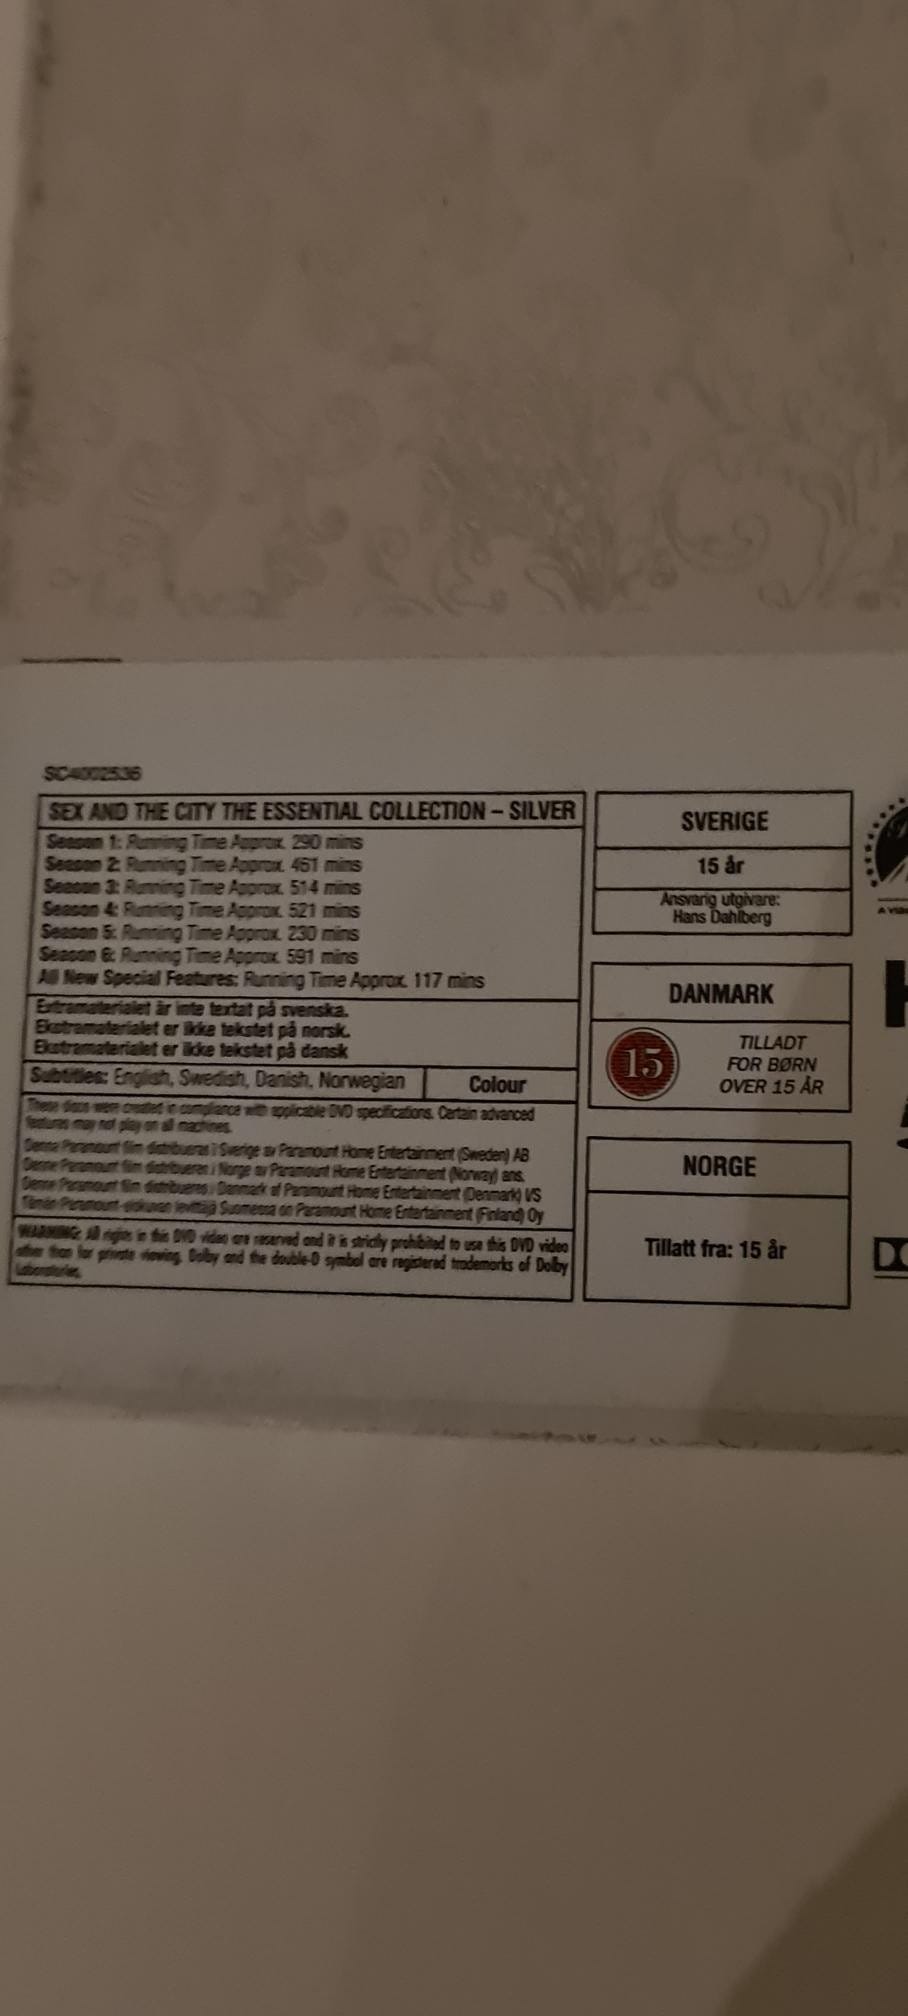 SC4002536
SEX AND THE CITY THE ESSENTIAL COLLECTION – SILVER
Season 1: Running Time Approx. 290 mins
Season 2: Running Time Approx. 461 mins
Season 3: Running Time Approx. 514 mins
Season 4: Running Time Approx. 521 mins
Season 5: Running Time Approx. 230 mins
Season 6: Running Time Approx. 591 mins
All New Special Features: Running Time Approx. 117 mins
Extramaterialet är inte textat på svenska.
Ekstramaterialet er ikke tekstet på norsk.
Ekstramaterialet er ikke tekstet på dansk
Subtitles: English, Swedish, Danish, Norwegian
Colour
These discs were created in compliance with applicable DVD specifications. Certain advanced
features may not play on all machines.
Denna Paramount film distribueras i Sverige av Paramount Home Entertainment (Sweden) AB
Denne Paramount film distribueres i Norge av Paramount Home Entertainment (Norway) ans.
Denne Paramount film distribueres i Danmark af Paramount Home Entertainment (Denmark) I/S
Tämän Paramount-elokuvan levittäjä Suomessa on Paramount Home Entertainment (Finland) Oy
WARNING: All rights in this DVD video are reserved and it is strictly prohibited to use this DVD video
other than for private viewing. Dolby and the double-D symbol are registered trademarks of Dolby
Laboratories.
SVERIGE
15 år
Ansvarig utgivare:
Hans Dahlberg
DANMARK
15
TILLADT
FOR BØRN
OVER 15 ÅR
NORGE
Tillatt fra: 15 år